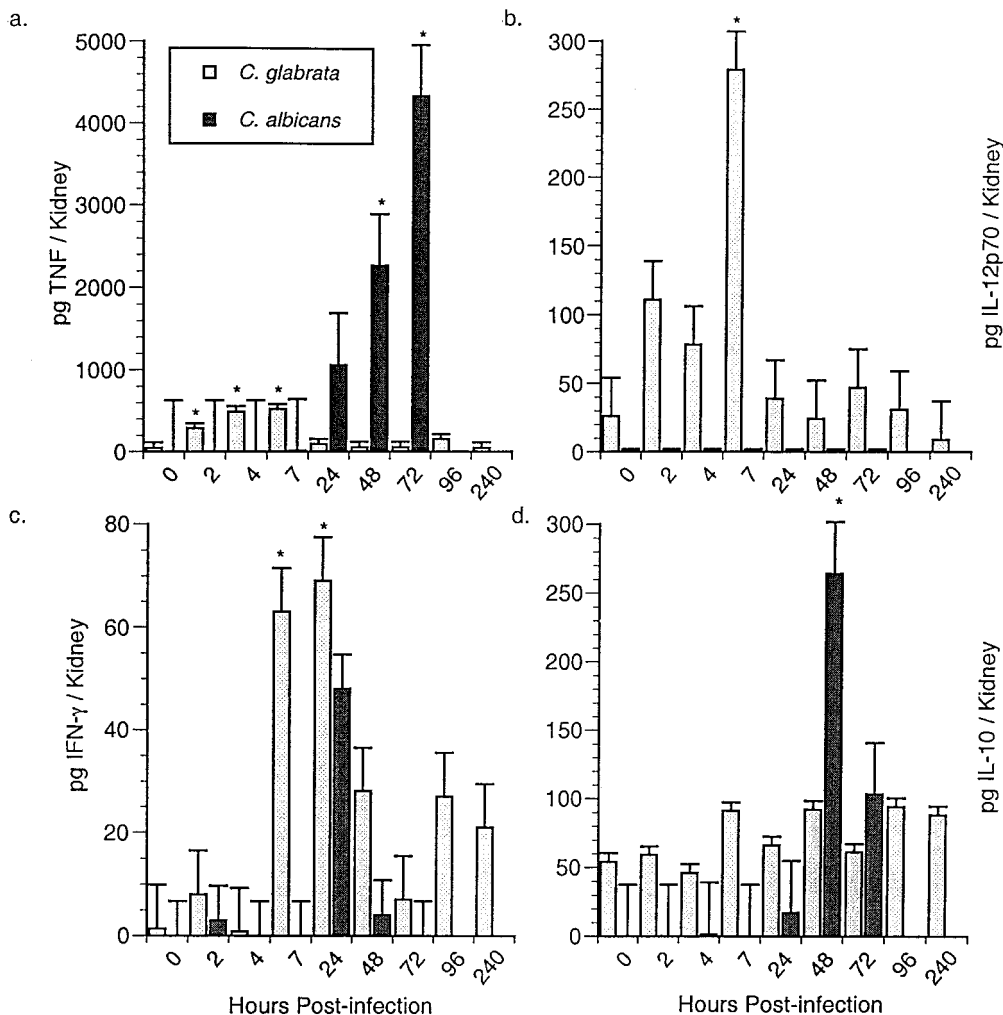 a.
pg TNF / Kidney
5000
4000
3000
2000
1000
0
C. glabrata
C. albicans
*
*
*
*
*
0 2 4 7 24 48 72 96 240
b.
pg IL-12p70 / Kidney
300
250
200
150
100
50
0
*
0 2 4 7 24 48 72 96 240
c.
pg IFN-γ / Kidney
80
60
40
20
0
*
*
0 2 4 7 24 48 72 96 240
Hours Post-infection
d.
pg IL-10 / Kidney
300
250
200
150
100
50
0
*
0 2 4 7 24 48 72 96 240
Hours Post-infection